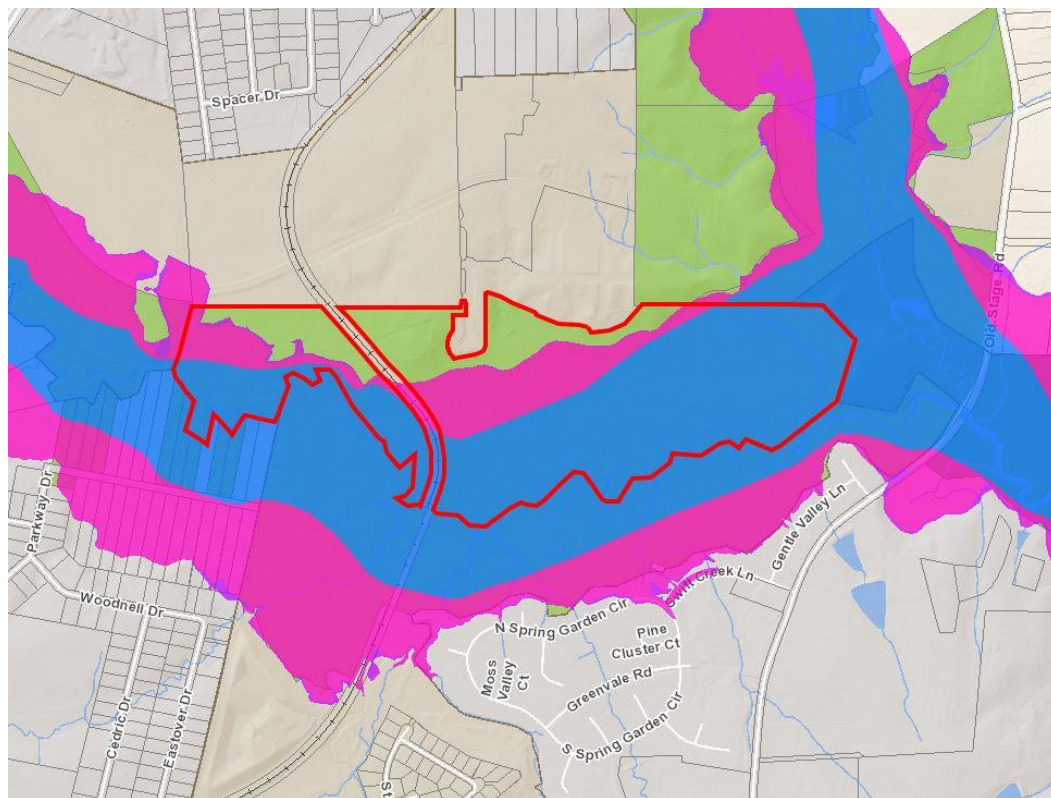 Spacer Dr
Old Stage Rd
Parkway Dr
Gentle Valley Ln
Swift Creek Ln
Woodnell Dr
N Spring Garden Cir
Pine
Cluster Ct
Moss
Valley
Ct
Greenvale Rd
Cedric Dr
Eastover Dr
S Spring Garden Cir
St